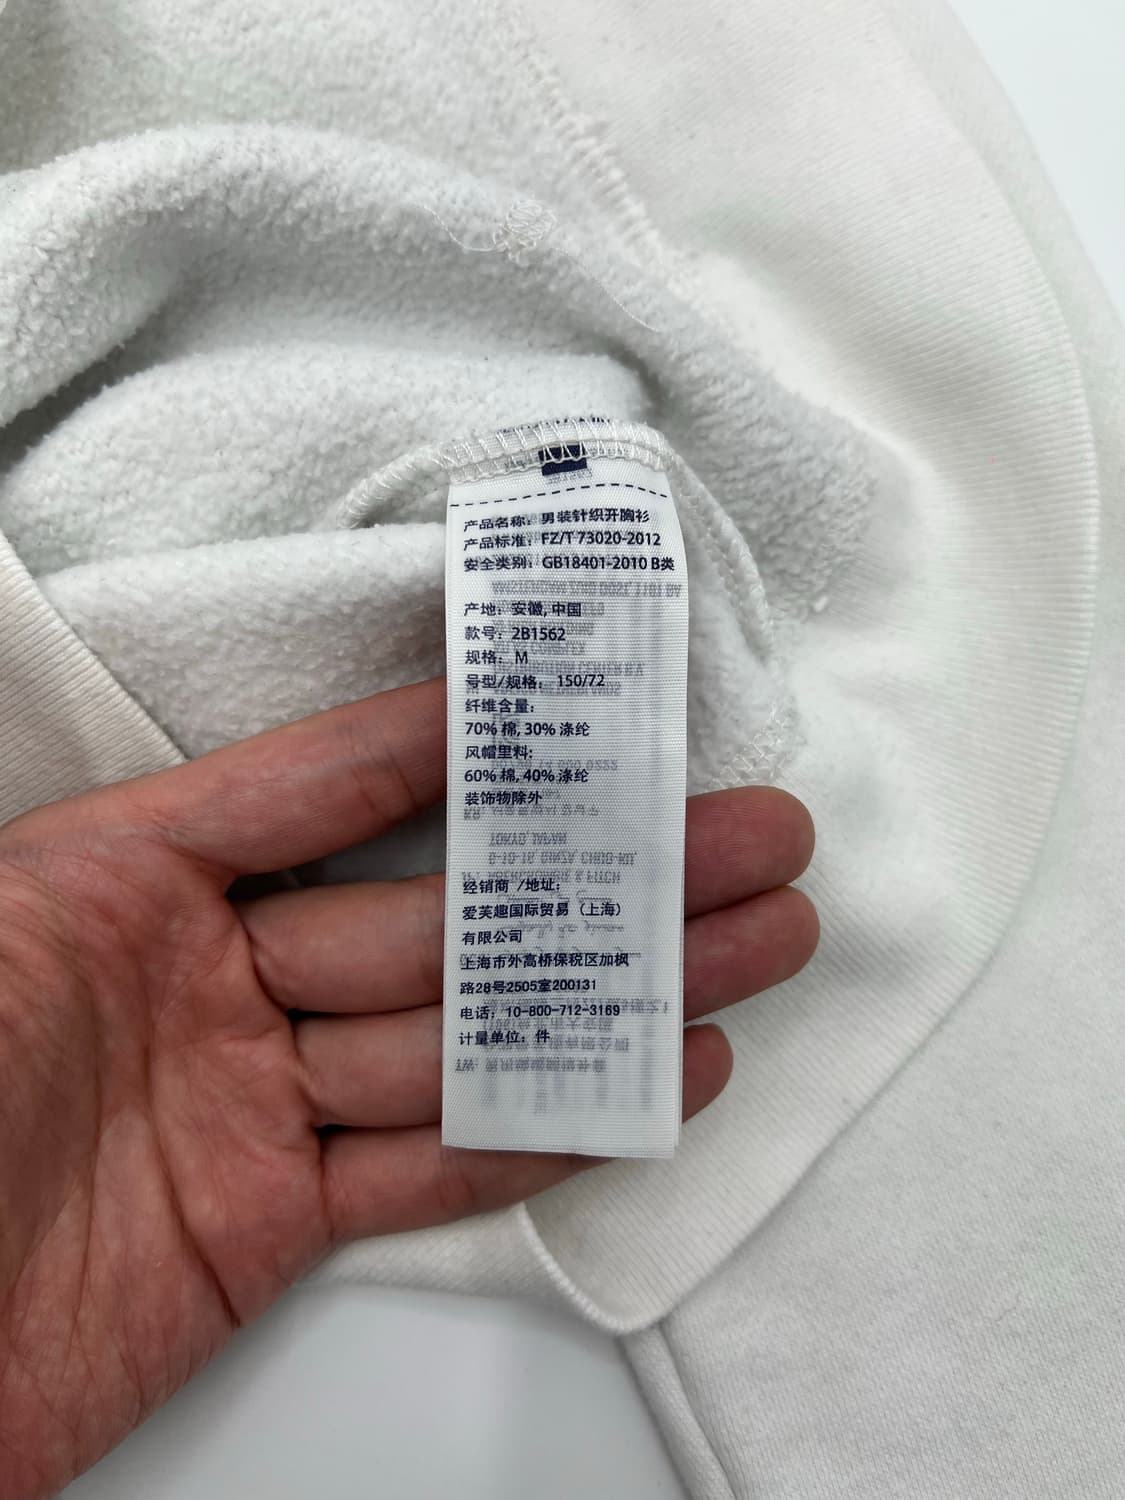 产品名称: 男装针织开胸衫
产品标准: FZ/T 73020-2012
安全类别: GB18401-2010 B类
产地: 安徽, 中国
款号: 2B1562
规格: M
号型/规格: 150/72
纤维含量:
70% 棉, 30% 涤纶
风帽里料:
60% 棉, 40% 涤纶
装饰物除外
经销商 /地址:
爱芙趣国际贸易（上海）
有限公司
上海市外高桥保税区加枫
路28号2505室200131
电话: 10-800-712-3169
计量单位: 件